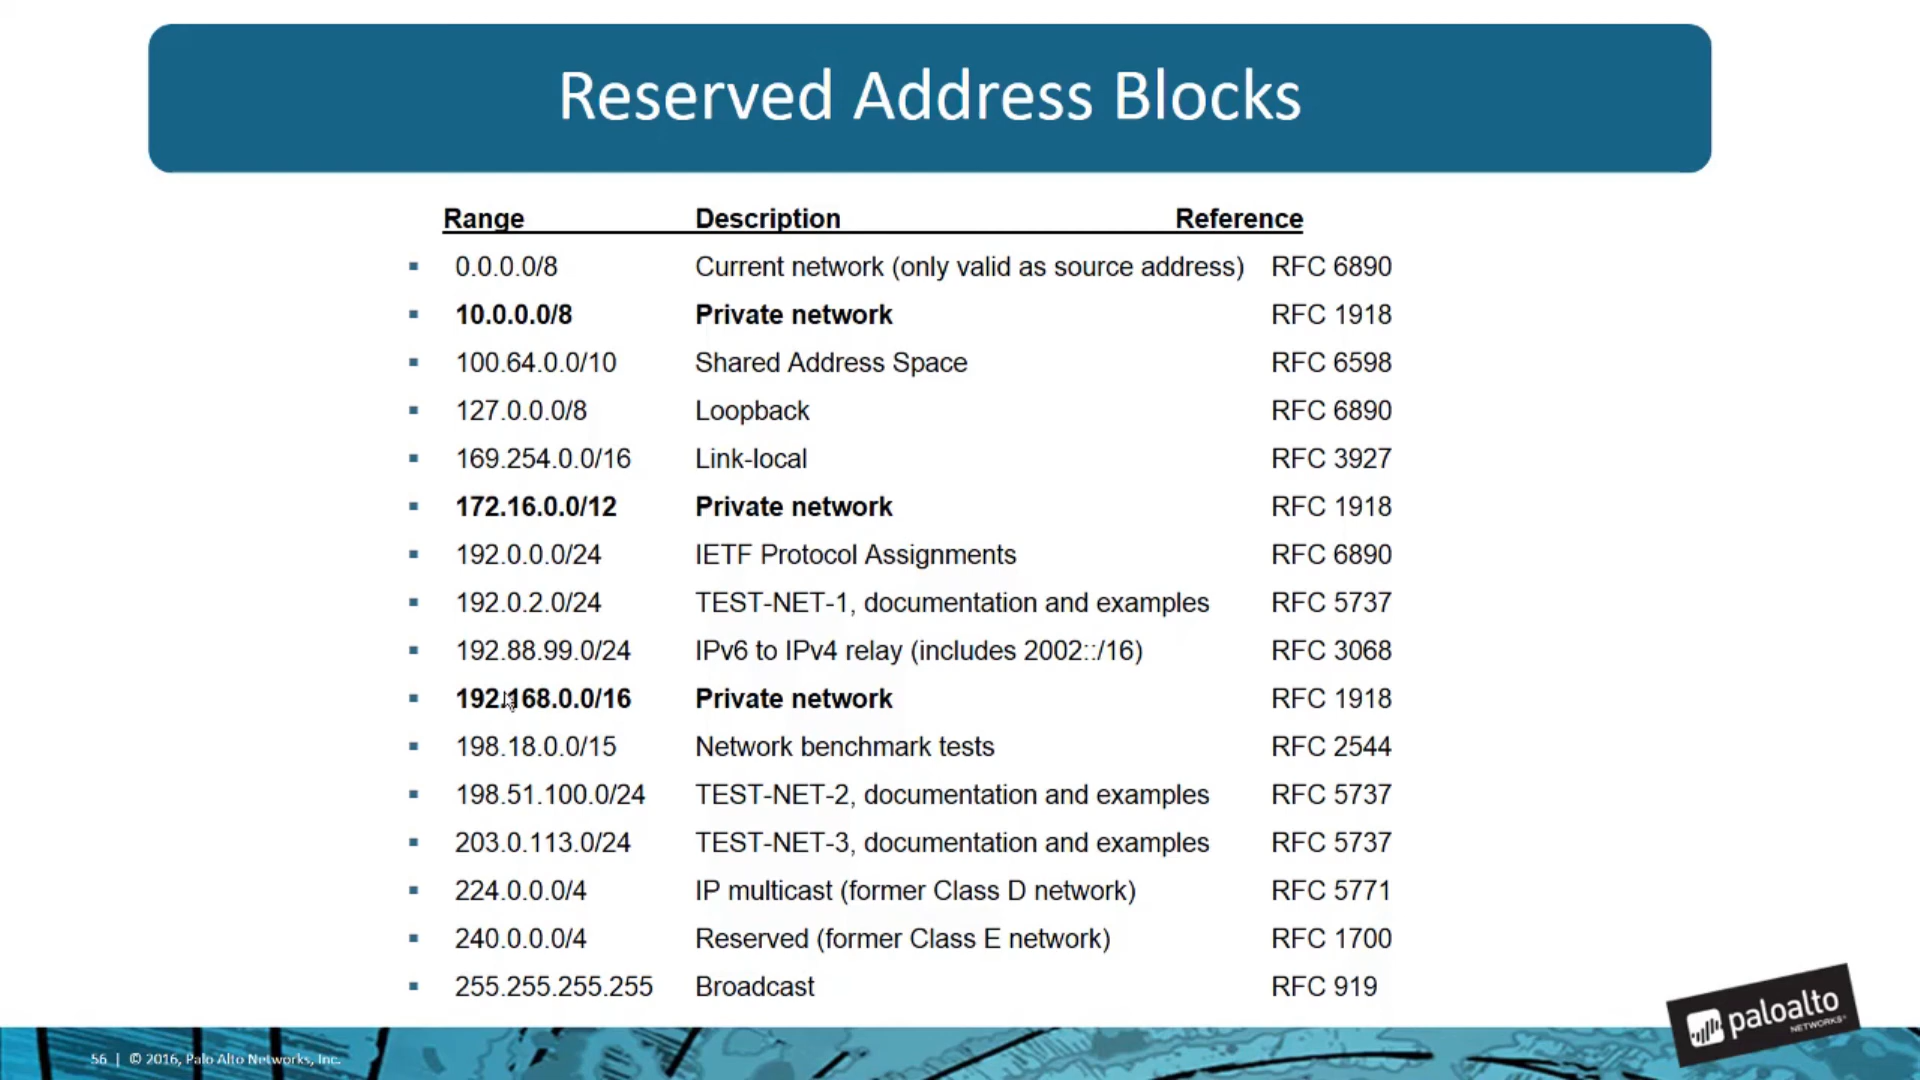 Reserved Address Blocks
Range Description Reference
▪ 0.0.0.0/8 Current network (only valid as source address) RFC 6890
▪ 10.0.0.0/8 Private network RFC 1918
▪ 100.64.0.0/10 Shared Address Space RFC 6598
▪ 127.0.0.0/8 Loopback RFC 6890
▪ 169.254.0.0/16 Link-local RFC 3927
▪ 172.16.0.0/12 Private network RFC 1918
▪ 192.0.0.0/24 IETF Protocol Assignments RFC 6890
▪ 192.0.2.0/24 TEST-NET-1, documentation and examples RFC 5737
▪ 192.88.99.0/24 IPv6 to IPv4 relay (includes 2002::/16) RFC 3068
▪ 192.168.0.0/16 Private network RFC 1918
▪ 198.18.0.0/15 Network benchmark tests RFC 2544
▪ 198.51.100.0/24 TEST-NET-2, documentation and examples RFC 5737
▪ 203.0.113.0/24 TEST-NET-3, documentation and examples RFC 5737
▪ 224.0.0.0/4 IP multicast (former Class D network) RFC 5771
▪ 240.0.0.0/4 Reserved (former Class E network) RFC 1700
▪ 255.255.255.255 Broadcast RFC 919
paloalto
NETWORKS
56 | © 2016, Palo Alto Networks, Inc.